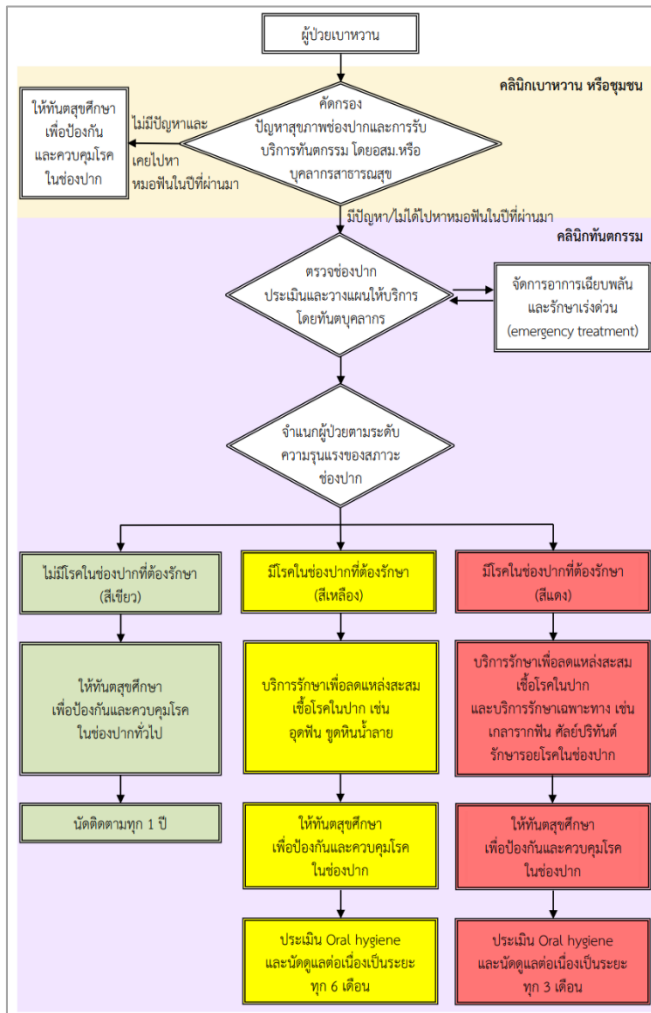 ผู้ป่วยเบาหวาน
คลินิกเบาหวาน หรือชุมชน
คัดกรอง
ปัญหาสุขภาพช่องปากและการรับ
บริการทันตกรรม โดยอสม.หรือ
บุคลากรสาธารณสุข
ไม่มีปัญหาและ
เคยไปหา
หมอฟันในปีที่ผ่านมา
ให้ทันตสุขศึกษา
เพื่อป้องกัน
และควบคุมโรค
ในช่องปาก
มีปัญหา/ไม่ได้ไปหาหมอฟันในปีที่ผ่านมา
คลินิกทันตกรรม
ตรวจช่องปาก
ประเมินและวางแผนให้บริการ
โดยทันตบุคลากร
จัดการอาการเฉียบพลัน
และรักษาเร่งด่วน
(emergency treatment)
จำแนกผู้ป่วยตามระดับ
ความรุนแรงของสภาวะ
ช่องปาก
ไม่มีโรคในช่องปากที่ต้องรักษา
(สีเขียว)
ให้ทันตสุขศึกษา
เพื่อป้องกันและควบคุมโรค
ในช่องปากทั่วไป
นัดติดตามทุก 1 ปี
มีโรคในช่องปากที่ต้องรักษา
(สีเหลือง)
บริการรักษาเพื่อลดแหล่งสะสม
เชื้อโรคในปาก เช่น
อุดฟัน ขูดหินน้ำลาย
ให้ทันตสุขศึกษา
เพื่อป้องกันและควบคุมโรค
ในช่องปาก
ประเมิน Oral hygiene
และนัดดูแลต่อเนื่องเป็นระยะ
ทุก 6 เดือน
มีโรคในช่องปากที่ต้องรักษา
(สีแดง)
บริการรักษาเพื่อลดแหล่งสะสม
เชื้อโรคในปาก
และบริการรักษาเฉพาะทาง เช่น
เกลารากฟัน ศัลย์ปริทันต์
รักษารอยโรคในช่องปาก
ให้ทันตสุขศึกษา
เพื่อป้องกันและควบคุมโรค
ในช่องปาก
ประเมิน Oral hygiene
และนัดดูแลต่อเนื่องเป็นระยะ
ทุก 3 เดือน